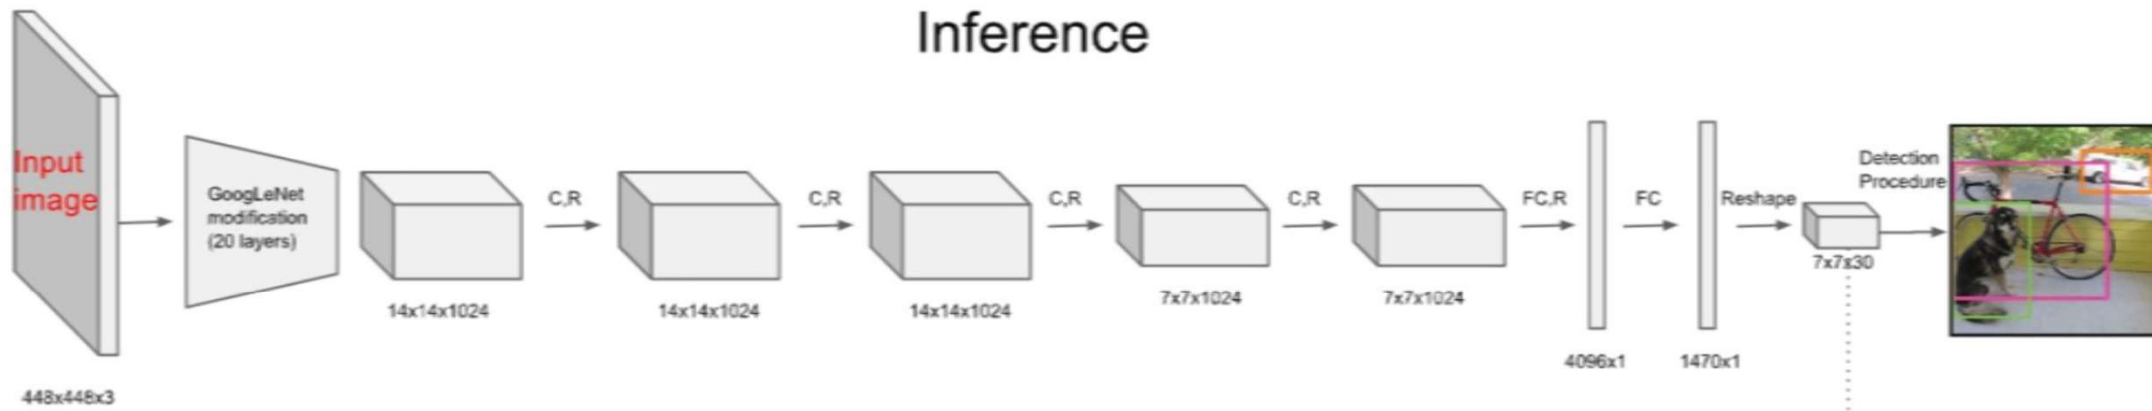 Inference
Input
image
448x448x3
GoogLeNet
modification
(20 layers)
14x14x1024
C,R
14x14x1024
C,R
14x14x1024
C,R
7x7x1024
C,R
7x7x1024
FC,R
4096x1
FC
1470x1
Reshape
7x7x30
Detection
Procedure